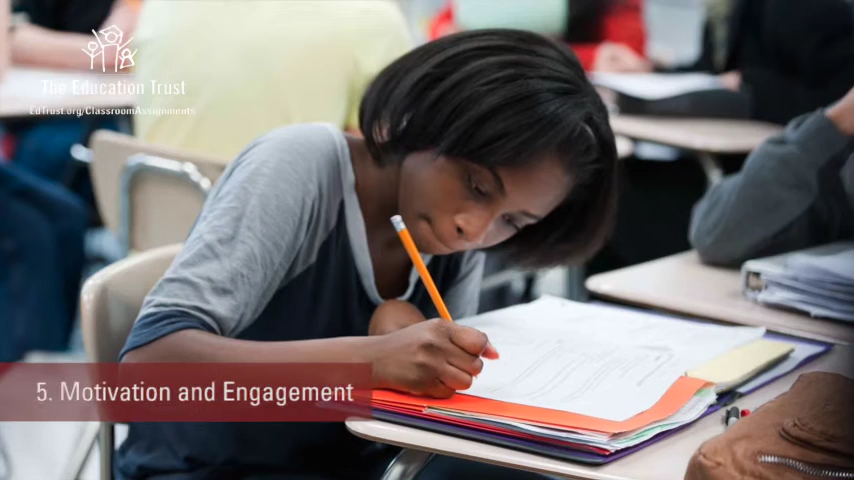 The Education Trust
EdTrust.org/ClassroomAssignments
5. Motivation and Engagement